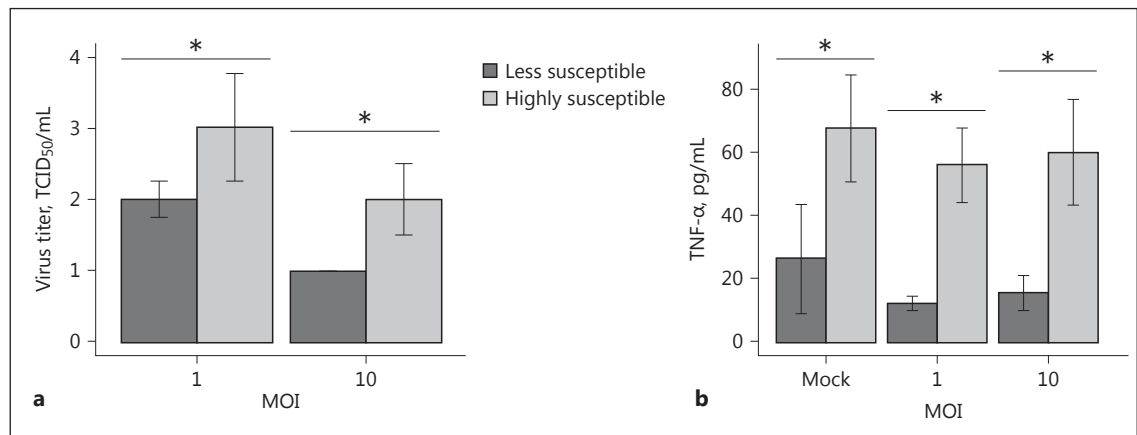 Virus titer, TCID50/mL
4
3
2
1
0
*
*
1
10
MOI
a
Less susceptible
Highly susceptible
TNF-α, pg/mL
80
60
40
20
0
*
*
*
Mock
1
10
MOI
b